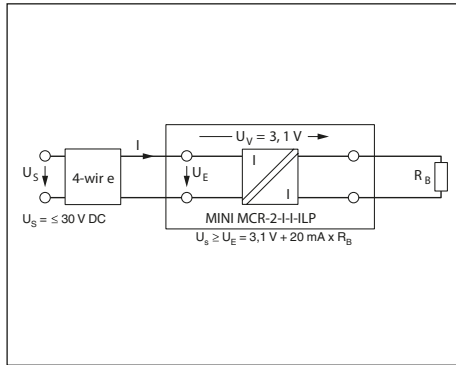 U_V = 3, 1 V
I
U_S
4-wir e
U_E
I
I
R_B
U_S = ≤ 30 V DC
MINI MCR-2-I-I-ILP
U_s ≥ U_E = 3,1 V + 20 mA x R_B